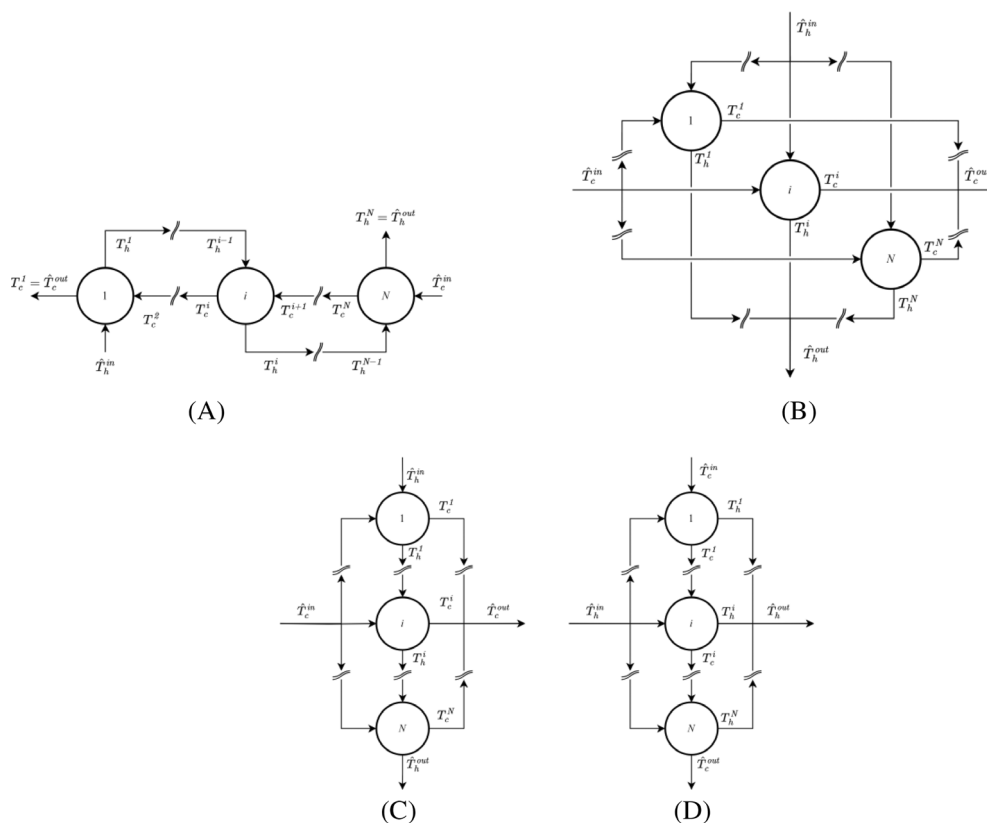 T_h^1
T_h^{i-1}
T_h^N = T̂_h^{out}
T_c^1 = T̂_c^{out}
1
i
N
T̂_c^{in}
T_c^2
T_c^i
T_c^{i+1}
T_c^N
T̂_h^{in}
T_h^i
T_h^{N-1}
(A)
T̂_h^{in}
1
T_c^1
T_h^1
T̂_c^{in}
i
T_c^i
T̂_c^{out}
T_h^i
N
T_c^N
T_h^N
T̂_h^{out}
(B)
T̂_h^{in}
1
T_c^1
T_h^1
T̂_c^{in}
i
T_c^i
T̂_c^{out}
T_h^i
N
T_c^N
T̂_h^{out}
(C)
T̂_c^{in}
1
T_h^1
T_c^1
T̂_h^{in}
i
T_h^i
T̂_h^{out}
T_c^i
N
T_h^N
T̂_c^{out}
(D)